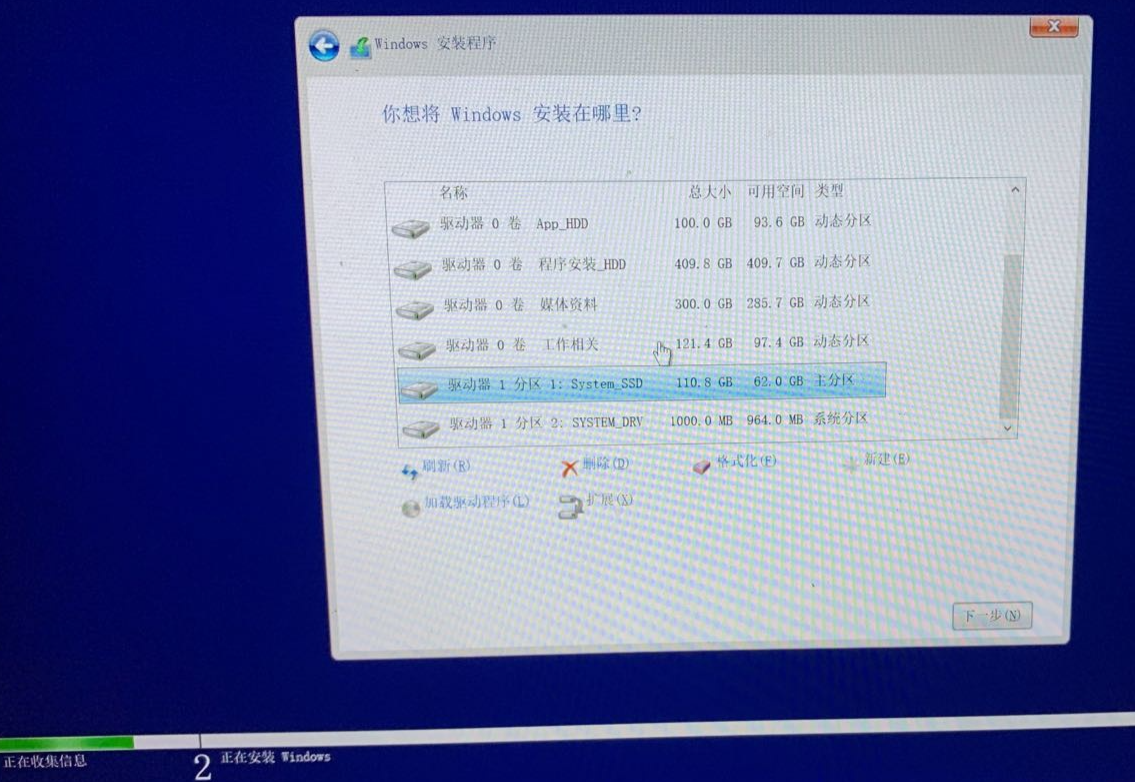 Windows 安装程序
你想将 Windows 安装在哪里?
名称 总大小 可用空间 类型
驱动器 0 卷 App_HDD 100.0 GB 93.6 GB 动态分区
驱动器 0 卷 程序安装_HDD 409.8 GB 409.7 GB 动态分区
驱动器 0 卷 媒体资料 300.0 GB 285.7 GB 动态分区
驱动器 0 卷 工作相关 121.4 GB 97.4 GB 动态分区
驱动器 1 分区 1: System_SSD 110.8 GB 62.0 GB 主分区
驱动器 1 分区 2: SYSTEM_DRV 1000.0 MB 964.0 MB 系统分区
刷新(R) 删除(D) 格式化(F) 新建(E)
加载驱动程序(L) 扩展(X)
下一步(N)
正在收集信息 2 正在安装 Windows